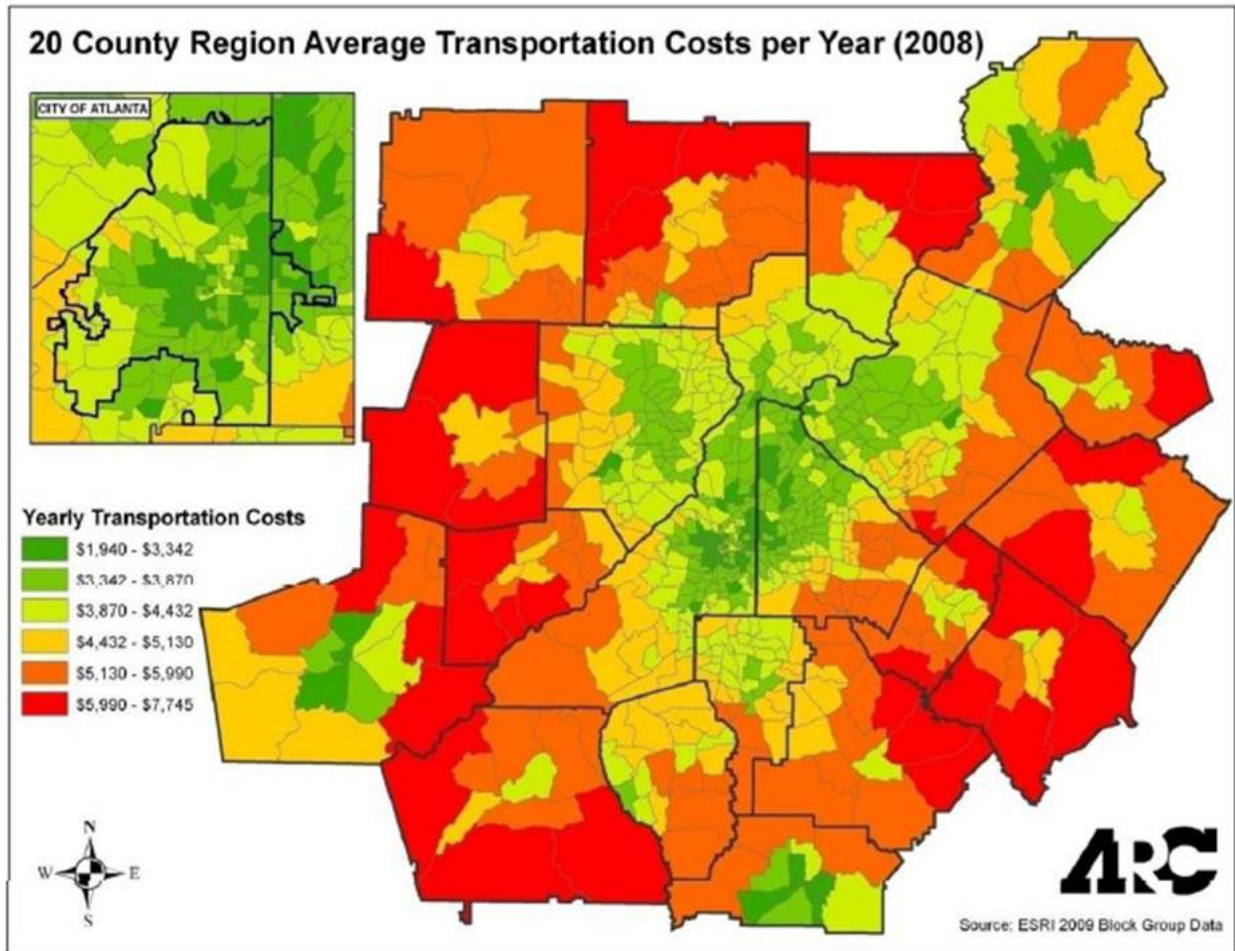 20 County Region Average Transportation Costs per Year (2008)
CITY OF ATLANTA
Yearly Transportation Costs
$1,940 - $3,342
$3,342 - $3,870
$3,870 - $4,432
$4,432 - $5,130
$5,130 - $5,990
$5,990 - $7,745
N
W E
S
ARC
Source: ESRI 2009 Block Group Data